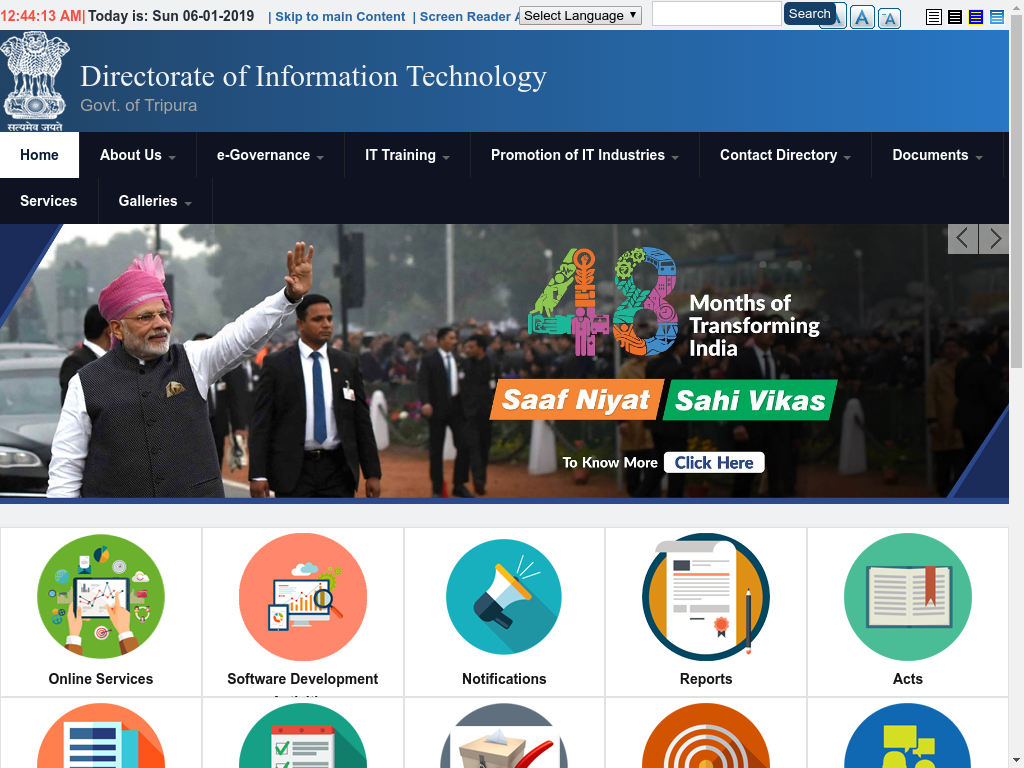 12:44:13 AM| Today is: Sun 06-01-2019 | Skip to main Content | Screen Reader
Select Language ▼
Search
A A -A
Directorate of Information Technology
Govt. of Tripura
सत्यमेव जयते
Home About Us e-Governance IT Training Promotion of IT Industries Contact Directory Documents
Services Galleries
48
Months of
Transforming
India
Saaf Niyat Sahi Vikas
To Know More Click Here
Online Services
Software Development
Notifications
Reports
Acts